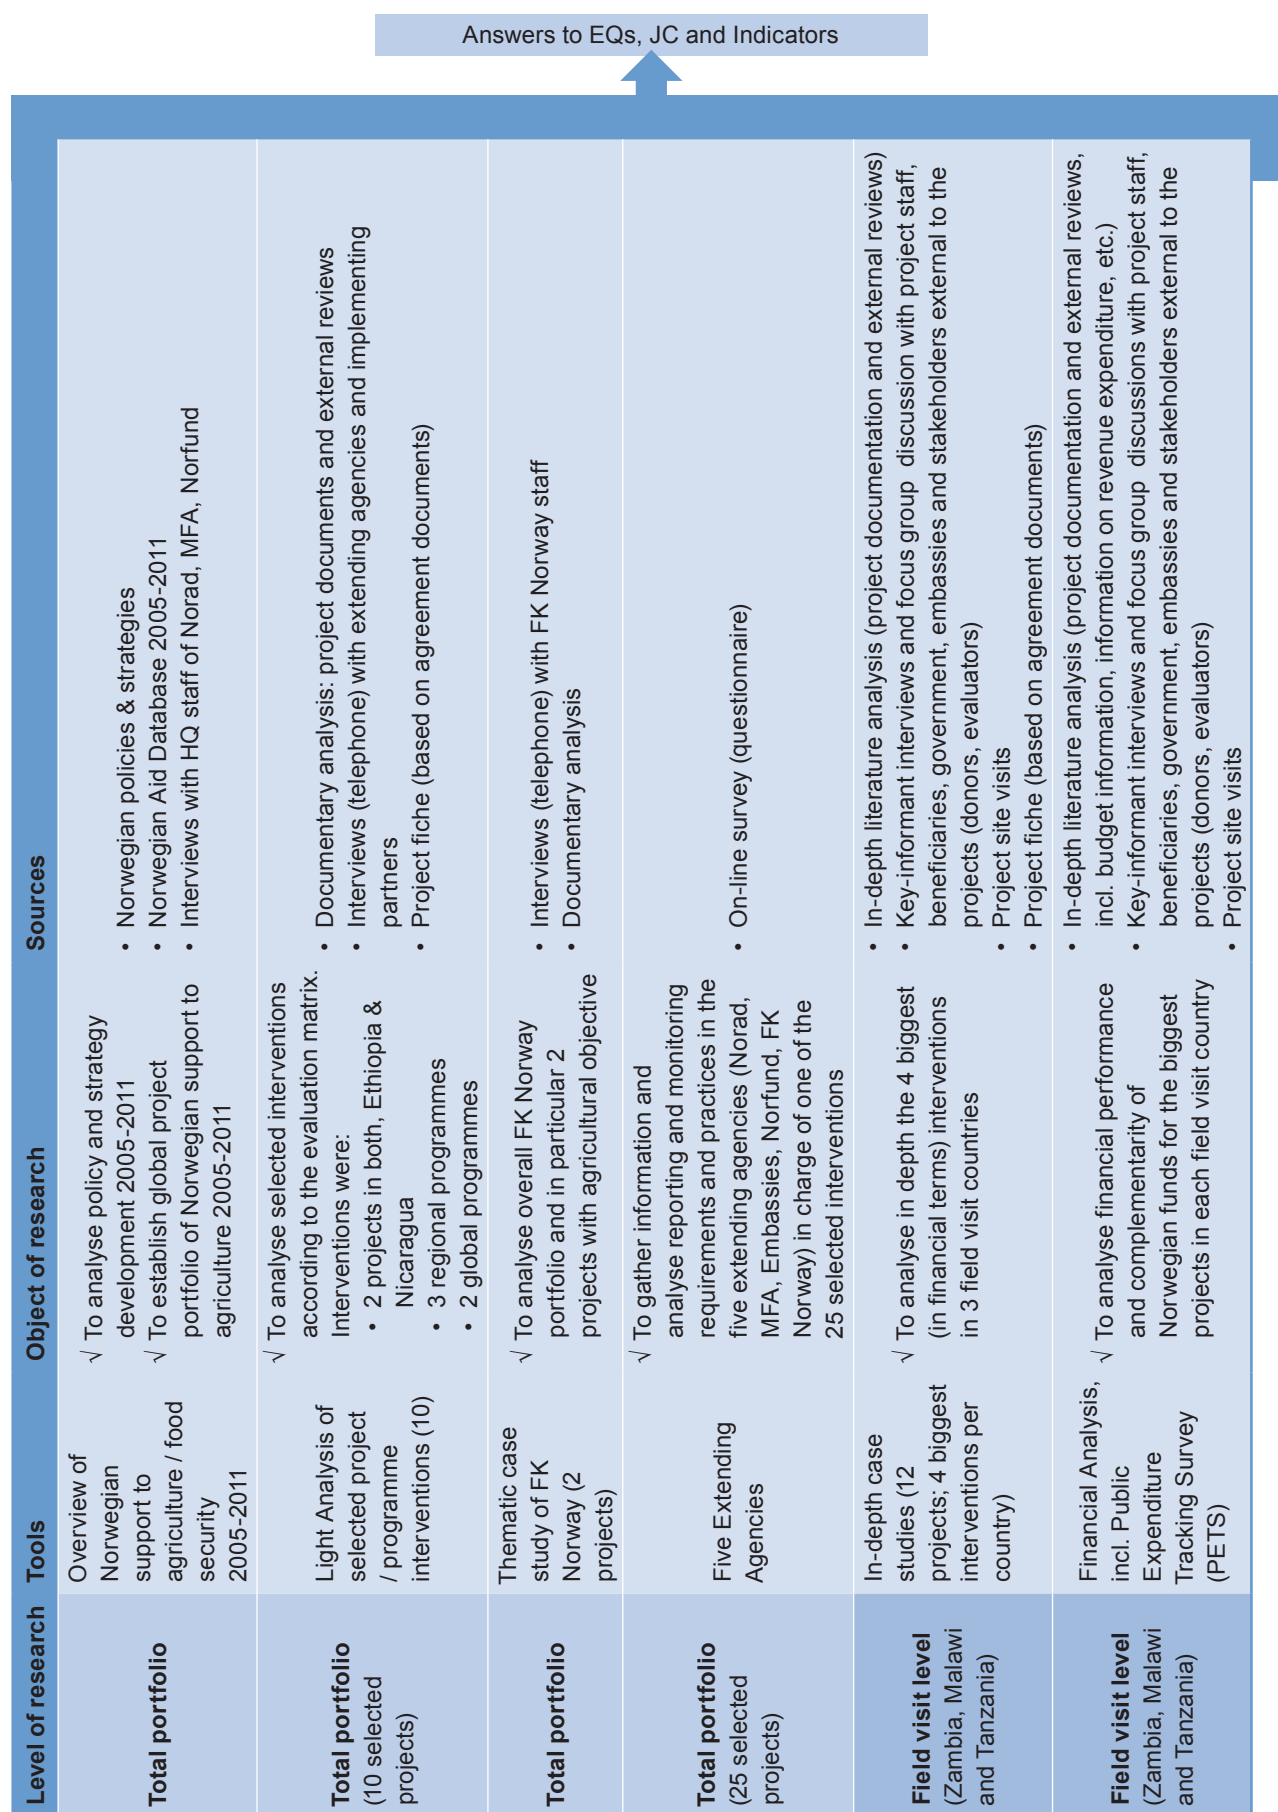 Answers to EQs, JC and Indicators
Level of research
Tools
Object of research
Sources
Total portfolio
Overview of
Norwegian
support to
agriculture / food
security
2005-2011
√ To analyse policy and strategy
development 2005-2011
√ To establish global project
portfolio of Norwegian support to
agriculture 2005-2011
• Norwegian policies & strategies
• Norwegian Aid Database 2005-2011
• Interviews with HQ staff of Norad, MFA, Norfund
Total portfolio
(10 selected
projects)
Light Analysis of
selected project
/ programme
interventions (10)
√ To analyse selected interventions
according to the evaluation matrix.
Interventions were:
• 2 projects in both, Ethiopia &
Nicaragua
• 3 regional programmes
• 2 global programmes
• Documentary analysis: project documents and external reviews
• Interviews (telephone) with extending agencies and implementing
partners
• Project fiche (based on agreement documents)
Total portfolio
Thematic case
study of FK
Norway (2
projects)
√ To analyse overall FK Norway
portfolio and in particular 2
projects with agricultural objective
• Interviews (telephone) with FK Norway staff
• Documentary analysis
Total portfolio
(25 selected
projects)
Five Extending
Agencies
√ To gather information and
analyse reporting and monitoring
requirements and practices in the
five extending agencies (Norad,
MFA, Embassies, Norfund, FK
Norway) in charge of one of the
25 selected interventions
• On-line survey (questionnaire)
Field visit level
(Zambia, Malawi
and Tanzania)
In-depth case
studies (12
projects; 4 biggest
interventions per
country)
√ To analyse in depth the 4 biggest
(in financial terms) interventions
in 3 field visit countries
• In-depth literature analysis (project documentation and external reviews)
• Key-informant interviews and focus group discussion with project staff,
beneficiaries, government, embassies and stakeholders external to the
projects (donors, evaluators)
• Project site visits
• Project fiche (based on agreement documents)
Field visit level
(Zambia, Malawi
and Tanzania)
Financial Analysis,
incl. Public
Expenditure
Tracking Survey
(PETS)
√ To analyse financial performance
and complementarity of
Norwegian funds for the biggest
projects in each field visit country
• In-depth literature analysis (project documentation and external reviews,
incl. budget information, information on revenue expenditure, etc.)
• Key-informant interviews and focus group discussions with project staff,
beneficiaries, government, embassies and stakeholders external to the
projects (donors, evaluators)
• Project site visits